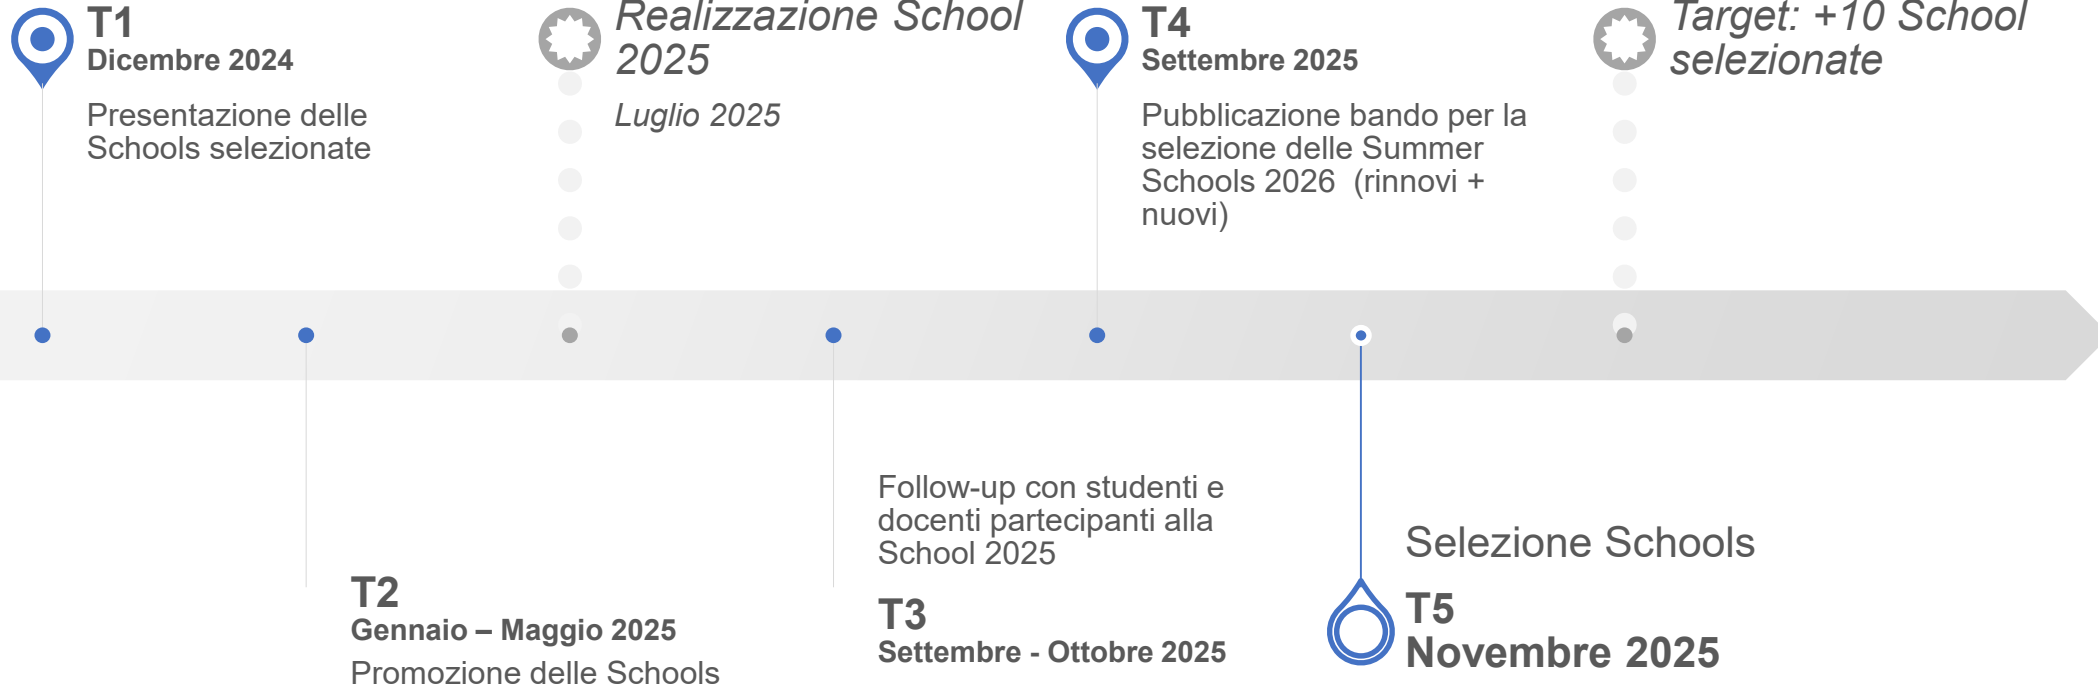 T1
Dicembre 2024
Presentazione delle
Schools selezionate
Realizzazione School
2025
Luglio 2025
T4
Settembre 2025
Pubblicazione bando per la
selezione delle Summer
Schools 2026  (rinnovi +
nuovi)
Target: +10 School
selezionate
T2
Gennaio – Maggio 2025
Promozione delle Schools
Follow-up con studenti e
docenti partecipanti alla
School 2025
T3
Settembre - Ottobre 2025
Selezione Schools
T5
Novembre 2025